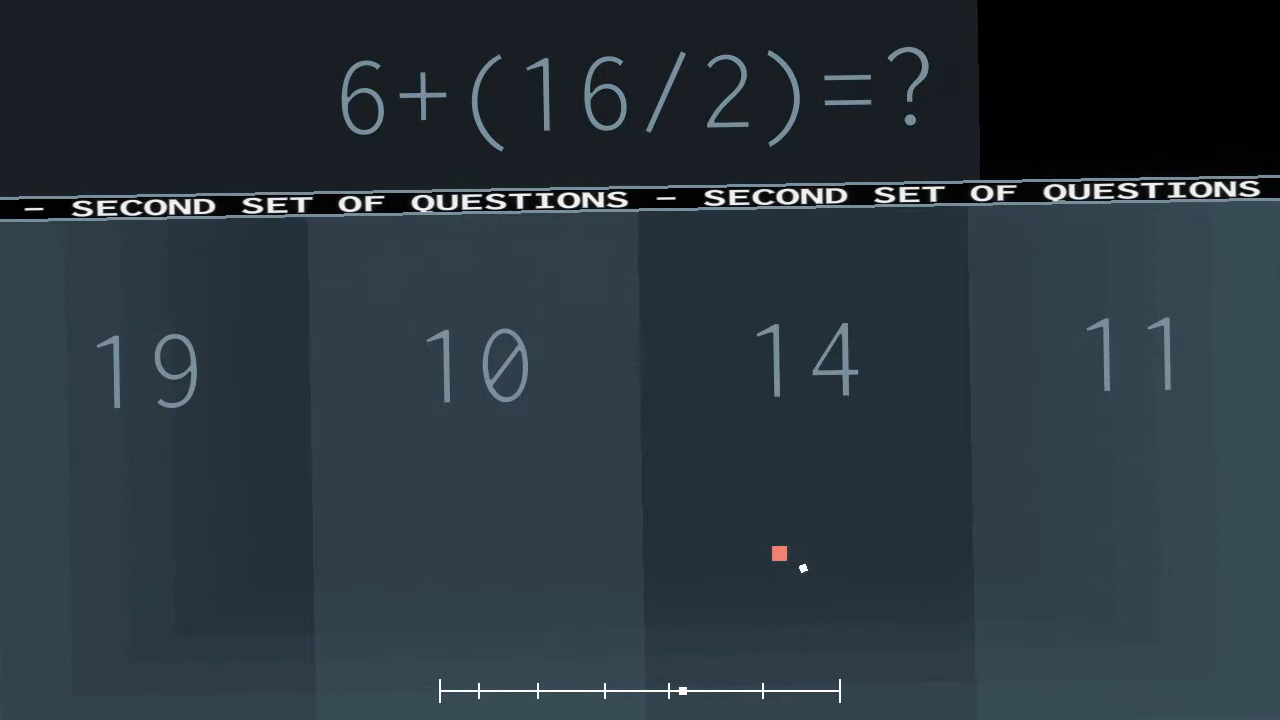 6+(16/2)=?
– SECOND SET OF QUESTIONS – SECOND SET OF QUESTIONS
19 10 14 11